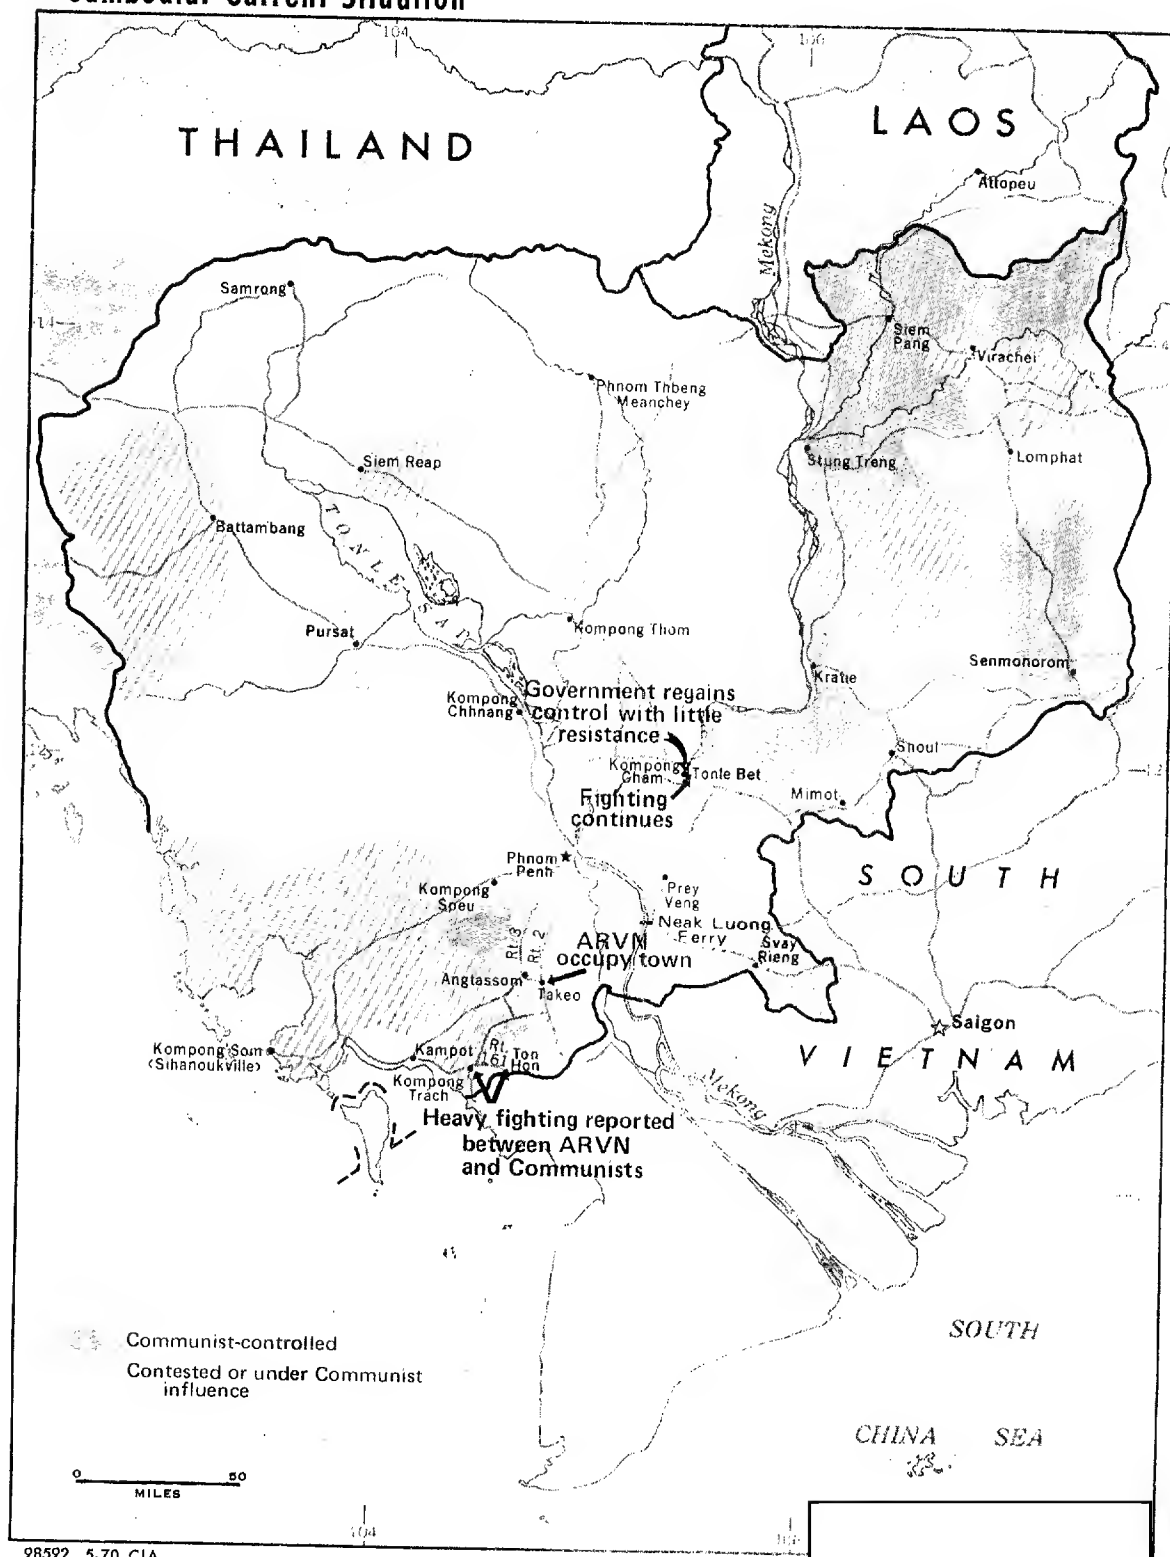 Cambodia: Current Situation
104
106
THAILAND
LAOS
Attopeu
Mekong
Samrong
14
Siem
Pang
Virachei
Phnom Thbeng
Meanchey
Siem Reap
Stung Treng
Lomphat
Battambang
TONLE SAP
Pursat
Kompong Thom
Senmonorom
Kratie
Kompong
Chhnang
Government regains
control with little
resistance
Snoul
Kompong
Cham
Tonle Bet
12
Mimot
Fighting
continues
Phnom
Penh
SOUTH
Kompong
Speu
Prey
Veng
Neak Luong
Ferry
Rt. 3
Rt. 2
ARVN
occupy town
Svay
Rieng
Angtassom
Takeo
Saigon
Kompong Som
(Sihanoukville)
Kampot
Rt.
161
Ton
Hon
VIETNAM
Kompong
Trach
Mekong
Heavy fighting reported
between ARVN
and Communists
SOUTH
Communist-controlled
Contested or under Communist
influence
CHINA SEA
0 50
MILES
104
106
98592 5-70 CIA